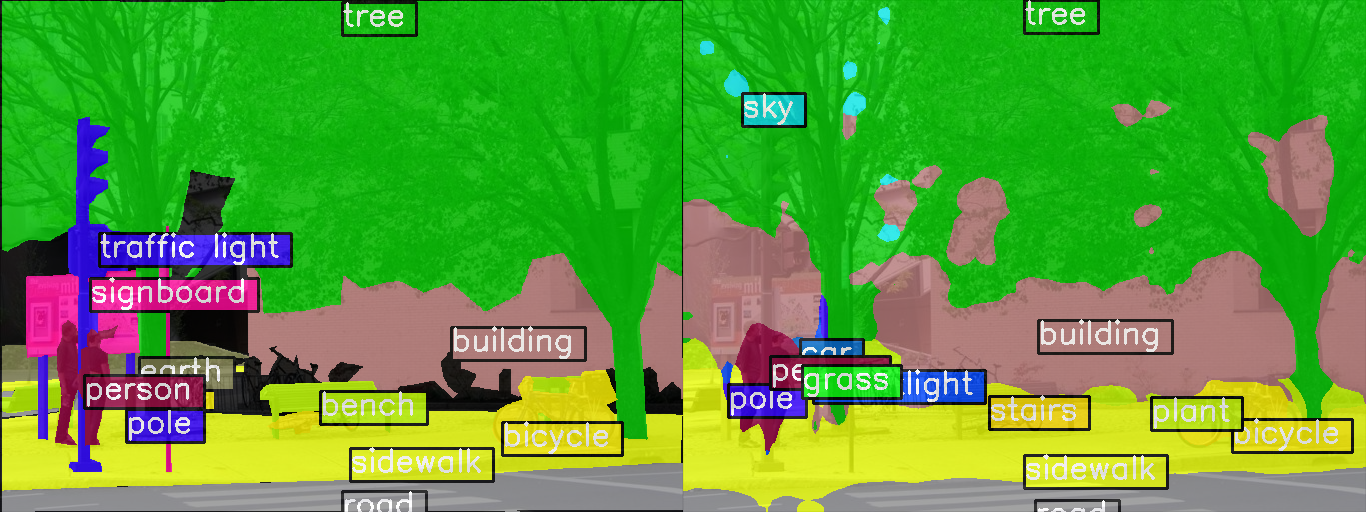 tree
traffic light
signboard
building
earth
person
bench
pole
bicycle
sidewalk
road
tree
sky
building
car
grass
light
pole
stairs
plant
bicycle
sidewalk
road